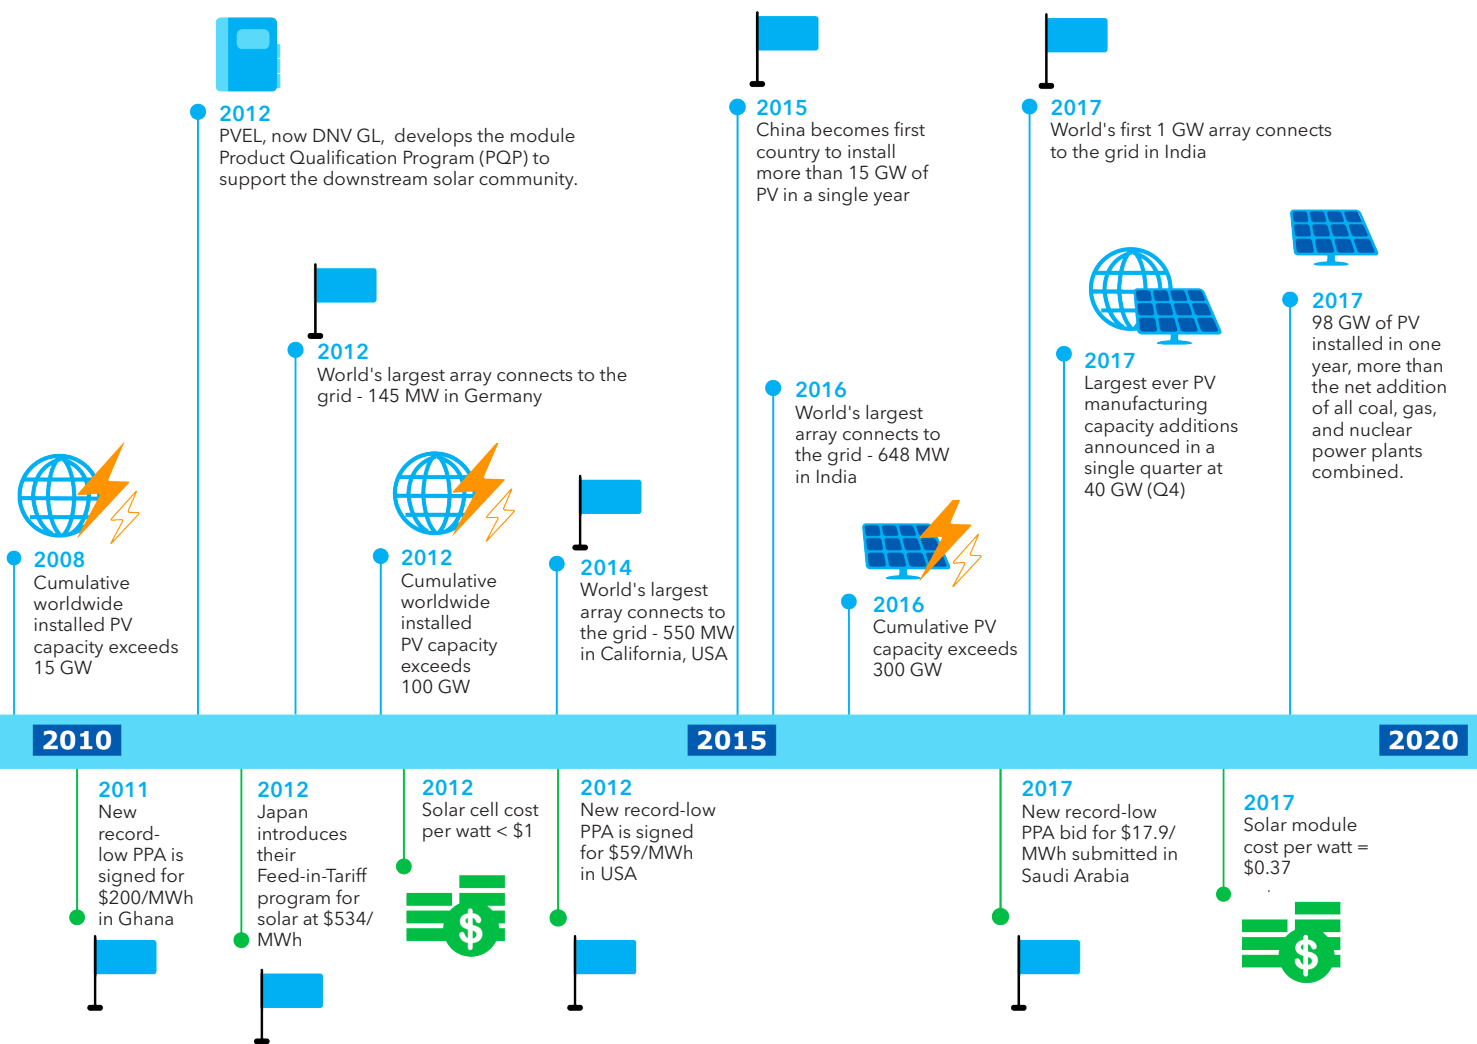 2012
PVEL, now DNV GL,  develops the module
Product Qualification Program (PQP) to
support the downstream solar community.
2015
China becomes first
country to install
more than 15 GW of
PV in a single year
2017
World's first 1 GW array connects
to the grid in India
2012
World's largest array connects to the
grid - 145 MW in Germany
2017
98 GW of PV
installed in one
year, more than
the net addition
of all coal, gas,
and nuclear
power plants
combined.
2017
Largest ever PV
manufacturing
capacity additions
announced in a
single quarter at
40 GW (Q4)
2016
World's largest
array connects to
the grid - 648 MW
in India
2008
Cumulative
worldwide
installed PV
capacity exceeds
15 GW
2012
Cumulative
worldwide
installed
PV capacity
exceeds
100 GW
2014
World's largest
array connects to
the grid - 550 MW
in California, USA
2016
Cumulative PV
capacity exceeds
300 GW
2010
2015
2020
2011
New
record-
low PPA is
signed for
$200/MWh
in Ghana
2012
Japan
introduces
their
Feed-in-Tariff
program for
solar at $534/
MWh
2012
Solar cell cost
per watt < $1
$
2012
New record-low
PPA is signed
for $59/MWh
in USA
2017
New record-low
PPA bid for $17.9/
MWh submitted in
Saudi Arabia
2017
Solar module
cost per watt =
$0.37
.
$